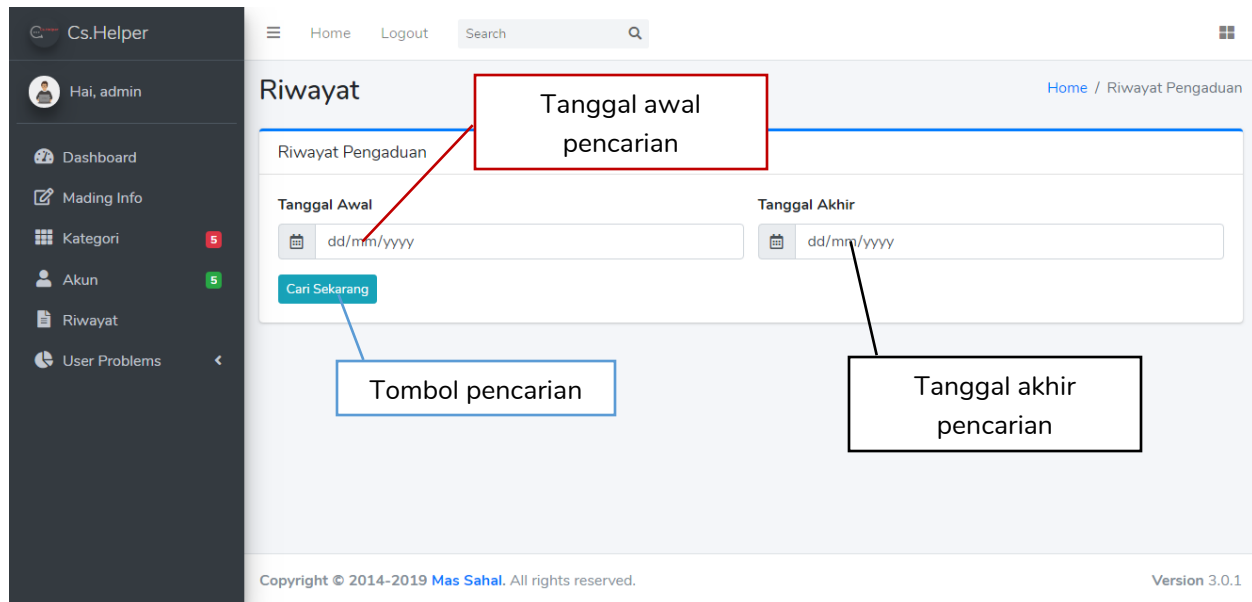 Cs.Helper
Home Logout Search
Hai, admin
Riwayat
Home / Riwayat Pengaduan
Tanggal awal
pencarian
Riwayat Pengaduan
Dashboard
Mading Info
Kategori 5
Akun 5
Riwayat
User Problems
Tanggal Awal
Tanggal Akhir
dd/mm/yyyy
dd/mm/yyyy
Cari Sekarang
Tombol pencarian
Tanggal akhir
pencarian
Copyright © 2014-2019 Mas Sahal. All rights reserved.
Version 3.0.1